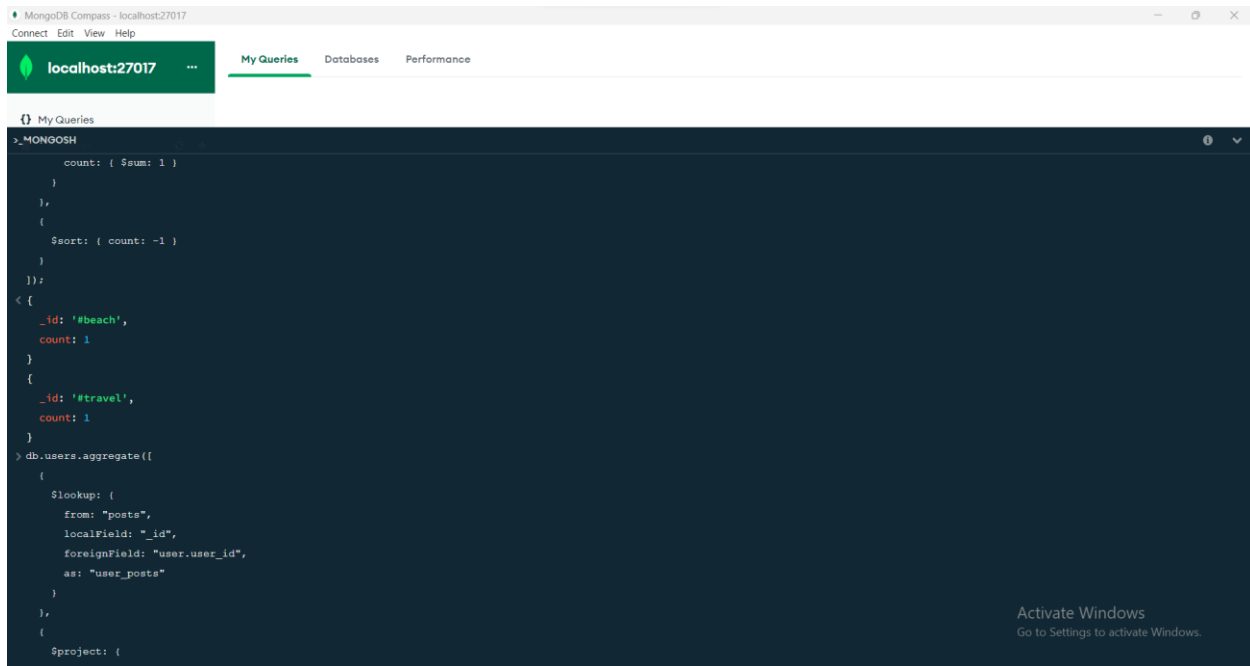 MongoDB Compass - localhost:27017
Connect Edit View Help
localhost:27017 ...
My Queries Databases Performance
{} My Queries
>_MONGOSH
count: { $sum: 1 }
}
},
{
$sort: { count: -1 }
}
]);
< {
_id: '#beach',
count: 1
}
{
_id: '#travel',
count: 1
}
> db.users.aggregate([
{
$lookup: {
from: "posts",
localField: "_id",
foreignField: "user.user_id",
as: "user_posts"
}
},
{
$project: {
Activate Windows
Go to Settings to activate Windows.